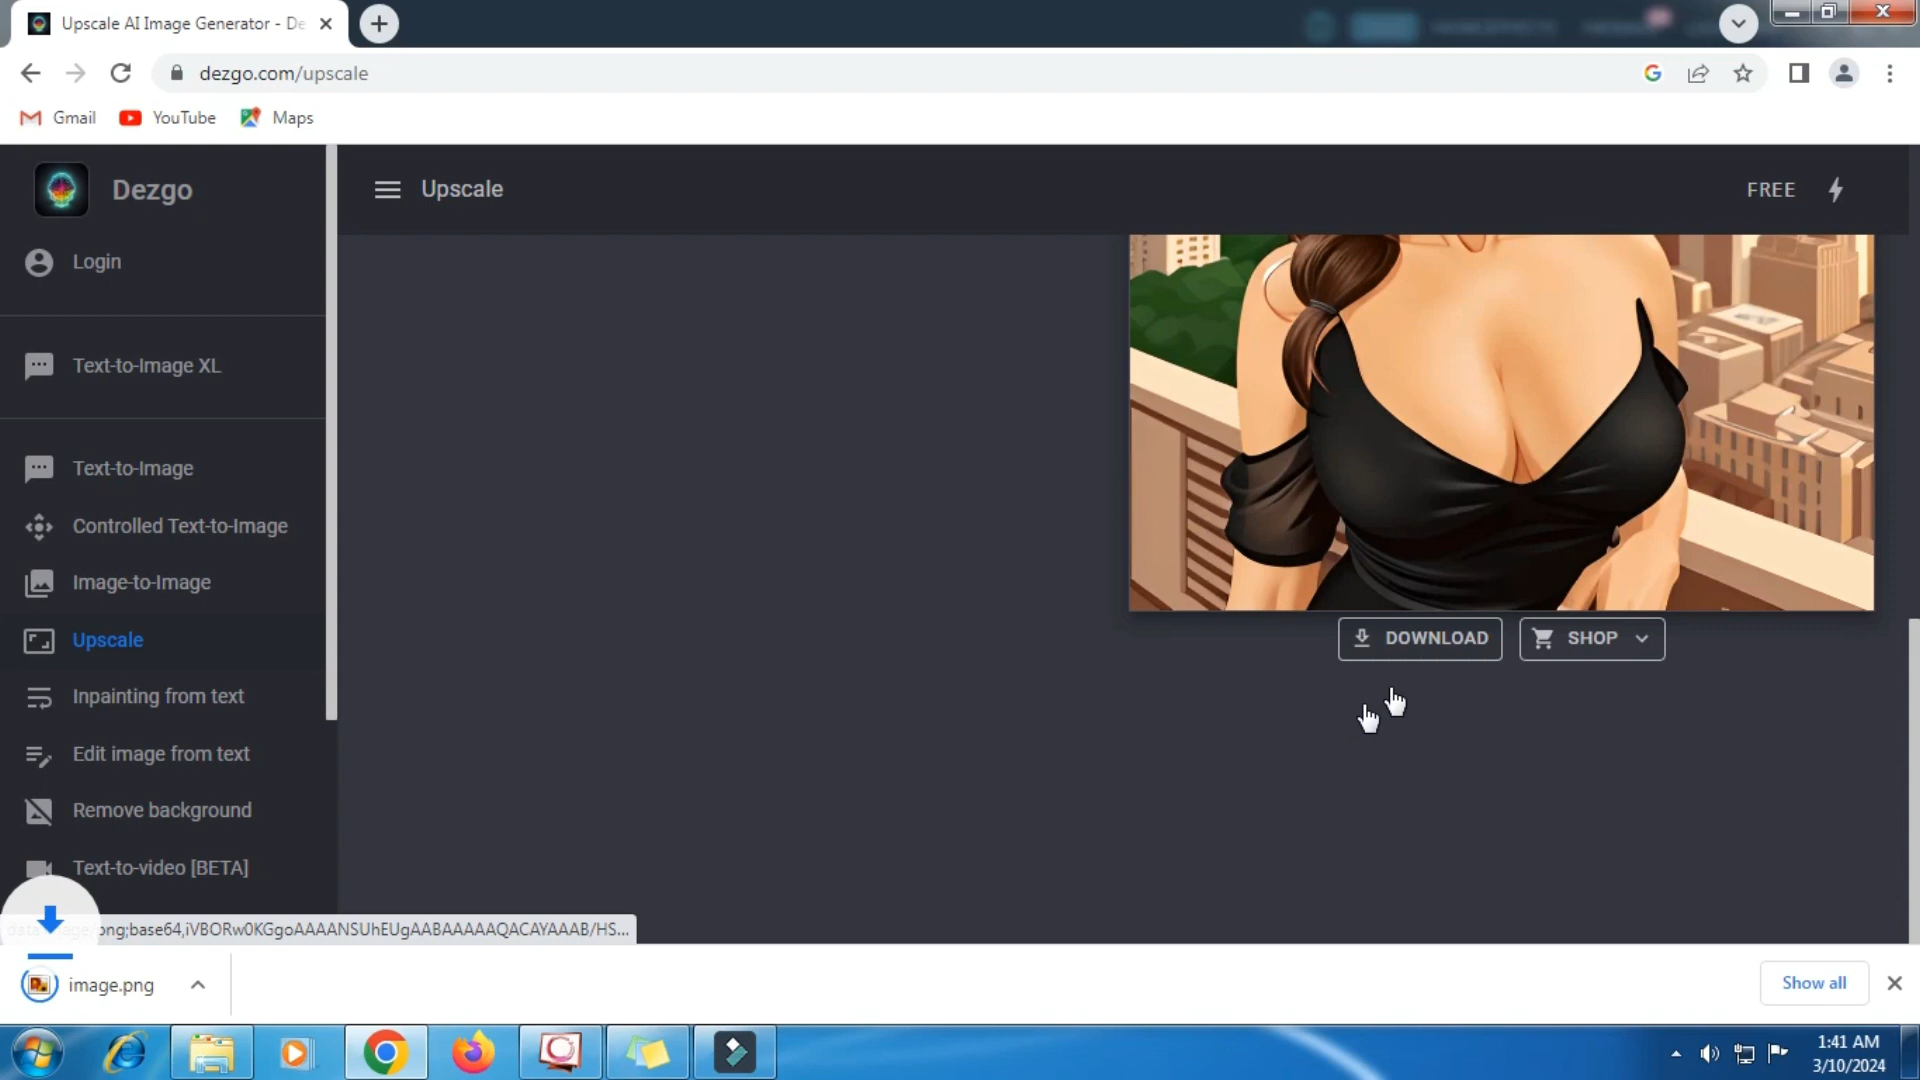 Upscale AI Image Generator - De
dezgo.com/upscale
Gmail
YouTube
Maps
Dezgo
Upscale
FREE
Login
Text-to-Image XL
Text-to-Image
Controlled Text-to-Image
Image-to-Image
Upscale
Inpainting from text
Edit image from text
Remove background
Text-to-video [BETA]
DOWNLOAD
SHOP
png;base64,iVBORw0KGgoAAAANSUhEUgAABAAAAAQACAYAAAB/HS...
image.png
Show all
1:41 AM
3/10/2024